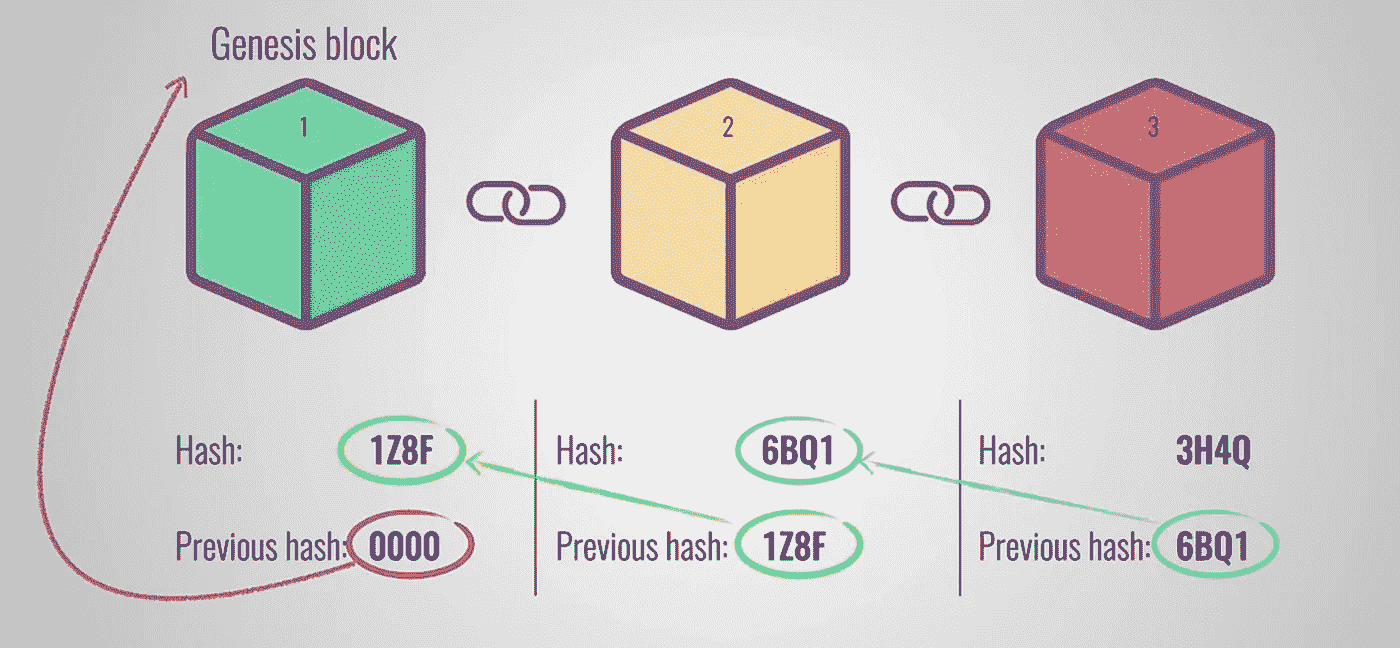 Genesis block
1
2
3
Hash: 1Z8F
Previous hash: 0000
Hash: 6BQ1
Previous hash: 1Z8F
Hash: 3H4Q
Previous hash: 6BQ1